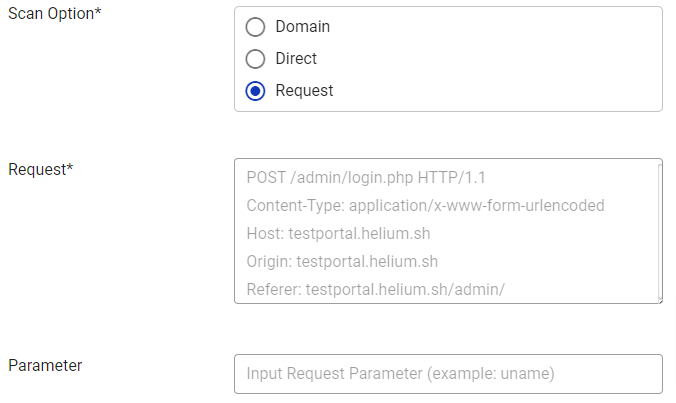 Scan Option*
Domain
Direct
Request
Request*
POST /admin/login.php HTTP/1.1
Content-Type: application/x-www-form-urlencoded
Host: testportal.helium.sh
Origin: testportal.helium.sh
Referer: testportal.helium.sh/admin/
Parameter
Input Request Parameter (example: uname)